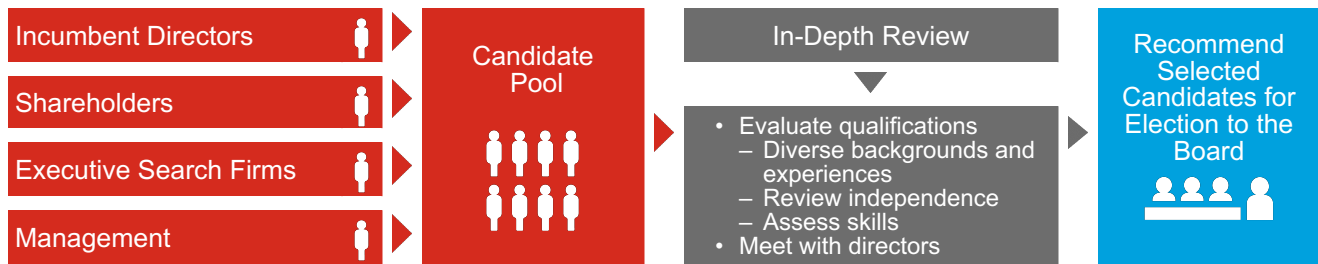 Incumbent Directors
Shareholders
Executive Search Firms
Management
Candidate
Pool
In-Depth Review
• Evaluate qualifications
– Diverse backgrounds and
experiences
– Review independence
– Assess skills
• Meet with directors
Recommend
Selected
Candidates for
Election to the
Board